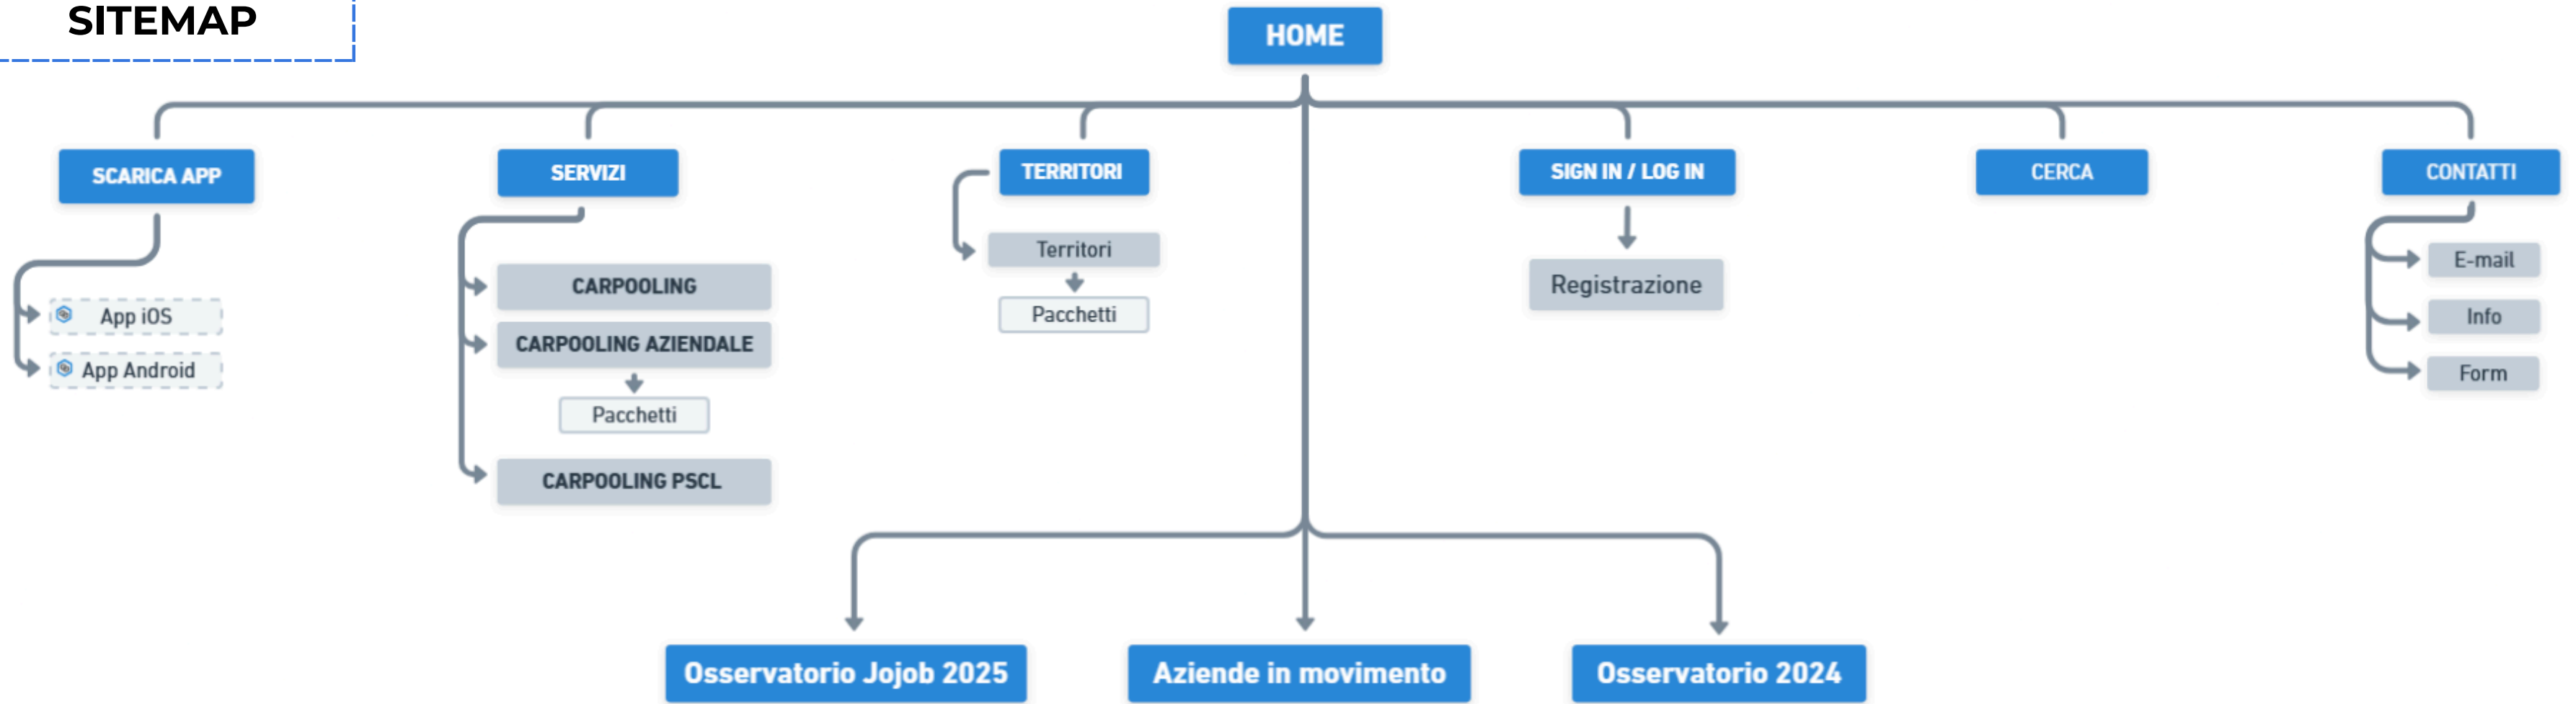 SITEMAP
HOME
SCARICA APP
App iOS
App Android
SERVIZI
CARPOOLING
CARPOOLING AZIENDALE
Pacchetti
CARPOOLING PSCL
TERRITORI
Territori
Pacchetti
SIGN IN / LOG IN
Registrazione
CERCA
CONTATTI
E-mail
Info
Form
Osservatorio Jojob 2025
Aziende in movimento
Osservatorio 2024